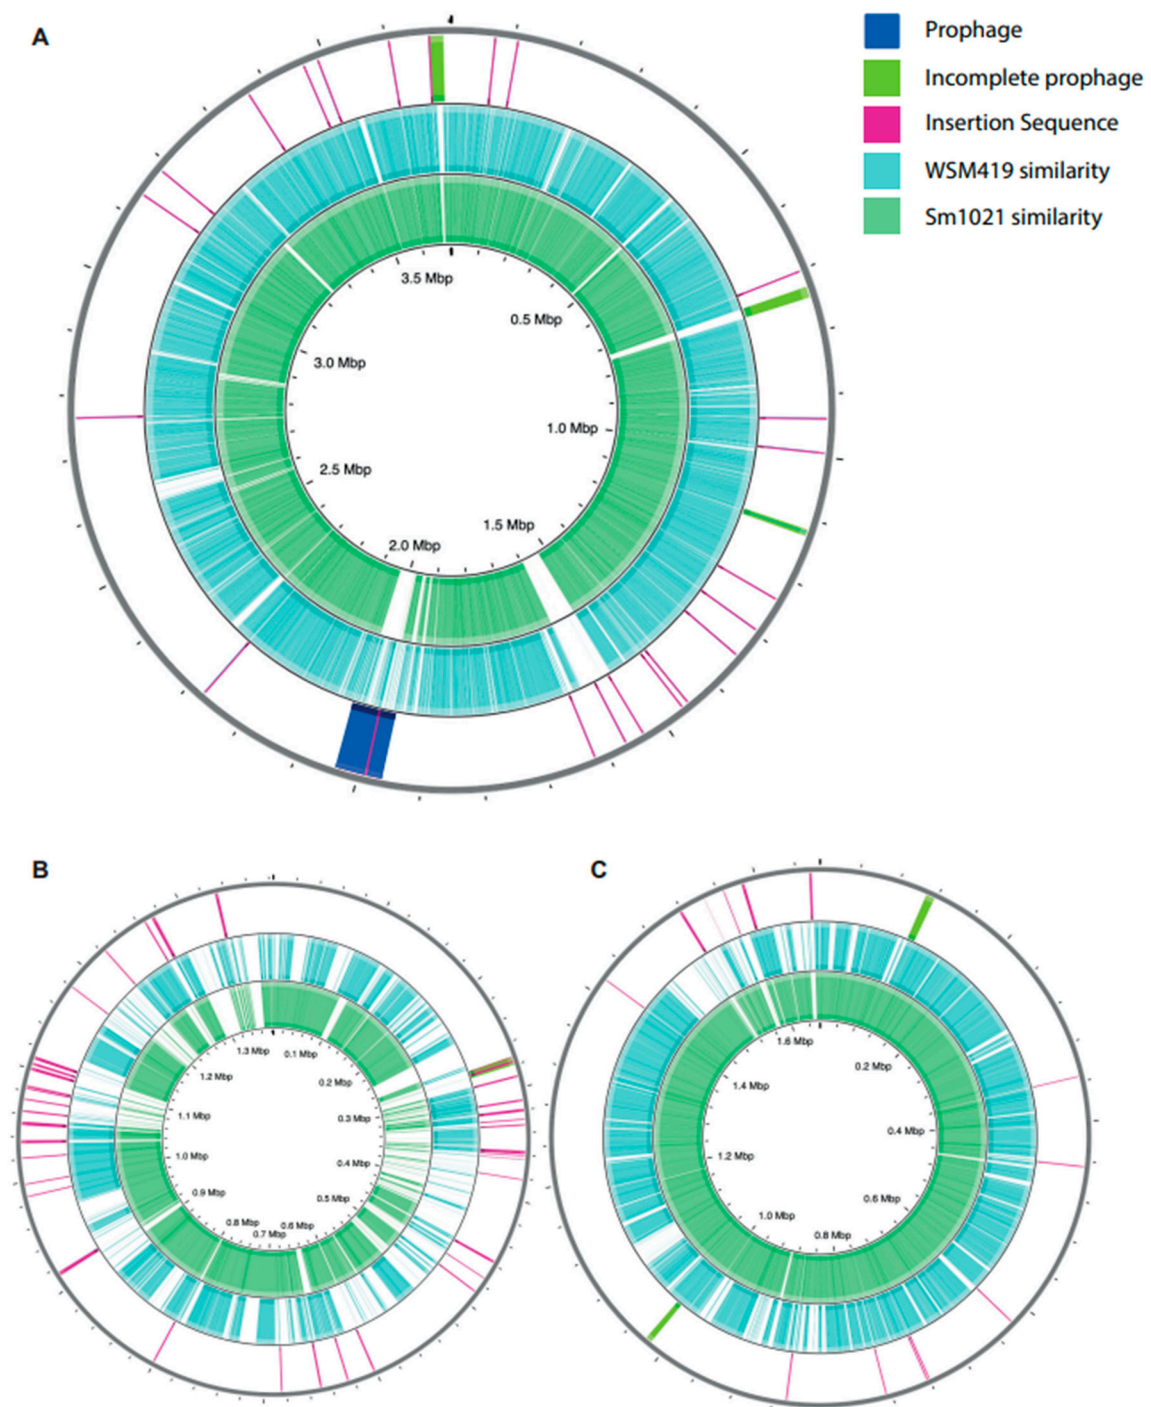 A
Prophage
Incomplete prophage
Insertion Sequence
WSM419 similarity
Sm1021 similarity
3.5 Mbp
0.5 Mbp
3.0 Mbp
1.0 Mbp
2.5 Mbp
1.5 Mbp
2.0 Mbp
B
1.3 Mbp
0.1 Mbp
1.2 Mbp
0.2 Mbp
1.1 Mbp
0.3 Mbp
1.0 Mbp
0.4 Mbp
0.9 Mbp
0.5 Mbp
0.8 Mbp
0.6 Mbp
0.7 Mbp
C
1.6 Mbp
0.2 Mbp
1.4 Mbp
0.4 Mbp
1.2 Mbp
0.6 Mbp
1.0 Mbp
0.8 Mbp